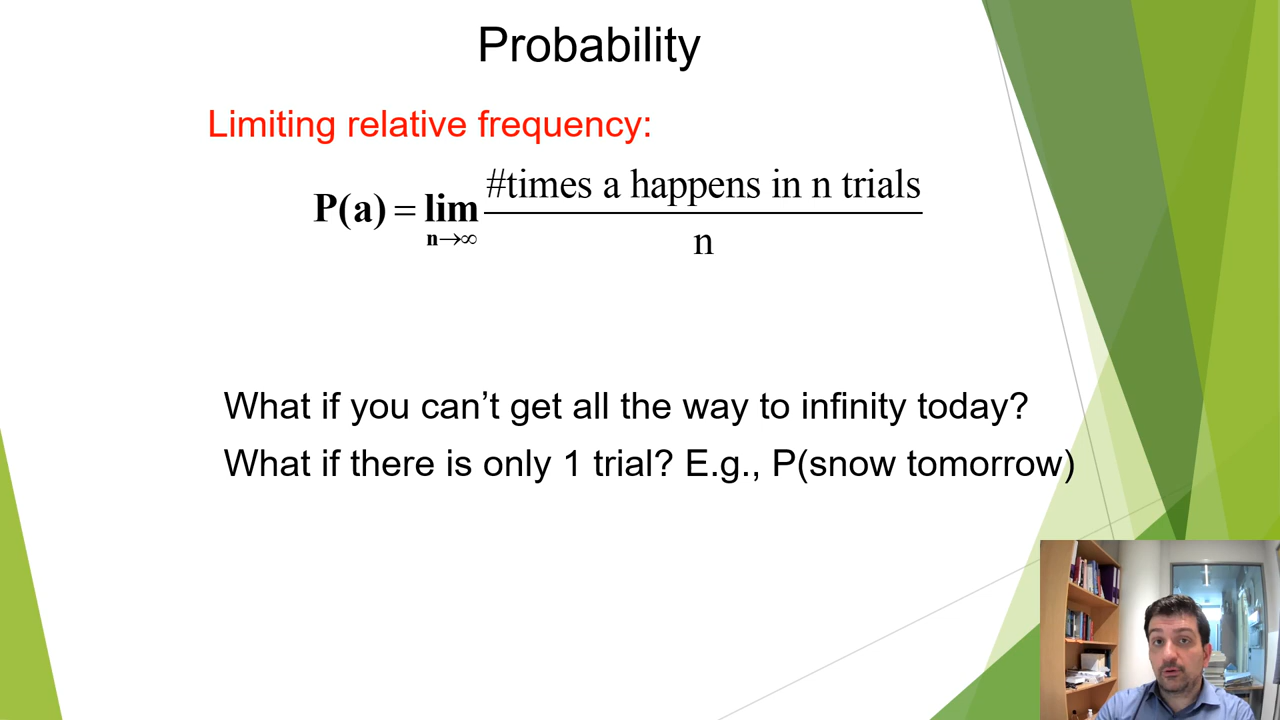 Probability
Limiting relative frequency:
P(a) = lim n→∞ #times a happens in n trials / n
What if you can’t get all the way to infinity today?
What if there is only 1 trial? E.g., P(snow tomorrow)